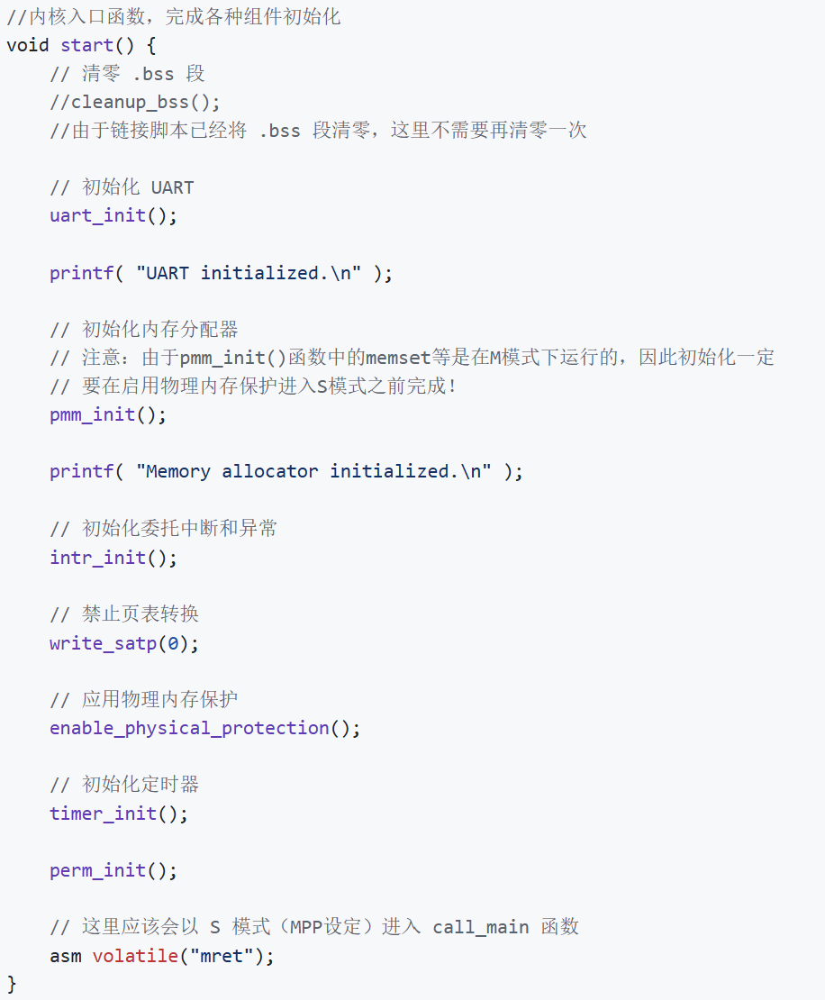 //内核入口函数，完成各种组件初始化
void start() {
    // 清零 .bss 段
    //cleanup_bss();
    //由于链接脚本已经将 .bss 段清零，这里不需要再清零一次
    // 初始化 UART
    uart_init();
    printf( "UART initialized.\n" );
    // 初始化内存分配器
    // 注意：由于pmm_init()函数中的memset等是在M模式下运行的，因此初始化一定
    // 要在启用物理内存保护进入S模式之前完成！
    pmm_init();
    printf( "Memory allocator initialized.\n" );
    // 初始化委托中断和异常
    intr_init();
    // 禁止页表转换
    write_satp(0);
    // 应用物理内存保护
    enable_physical_protection();
    // 初始化定时器
    timer_init();
    perm_init();
    // 这里应该会以 S 模式（MPP设定）进入 call_main 函数
    asm volatile("mret");
}